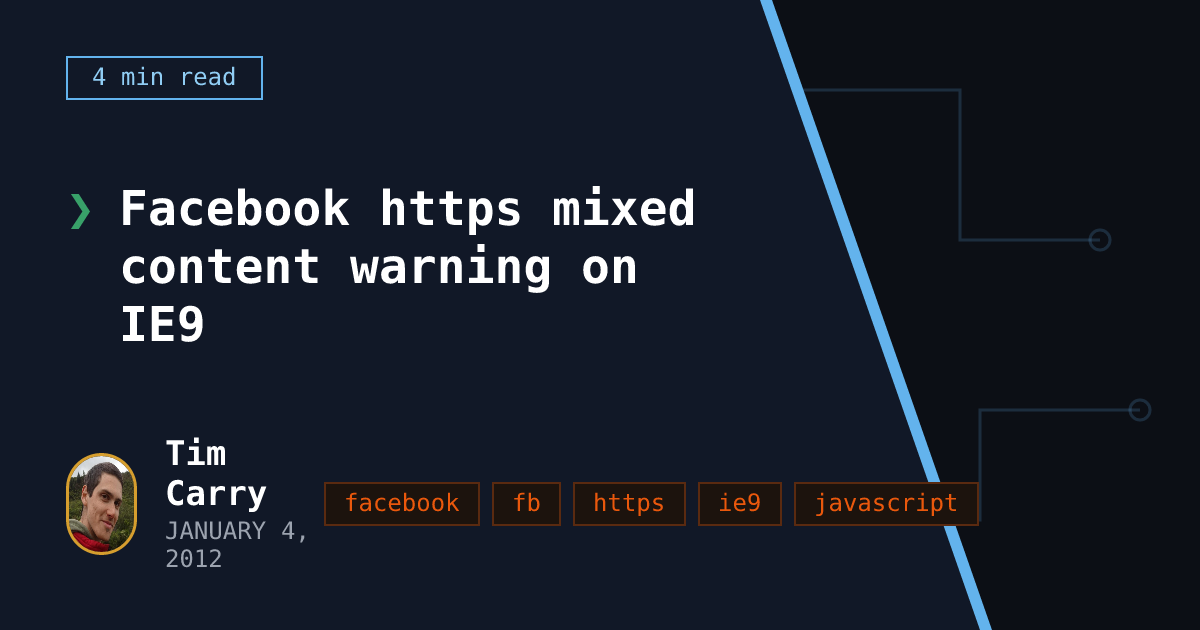 4 min read
❯ Facebook https mixed
content warning on
IE9
Tim
Carry
JANUARY 4,
2012
facebook fb https ie9 javascript